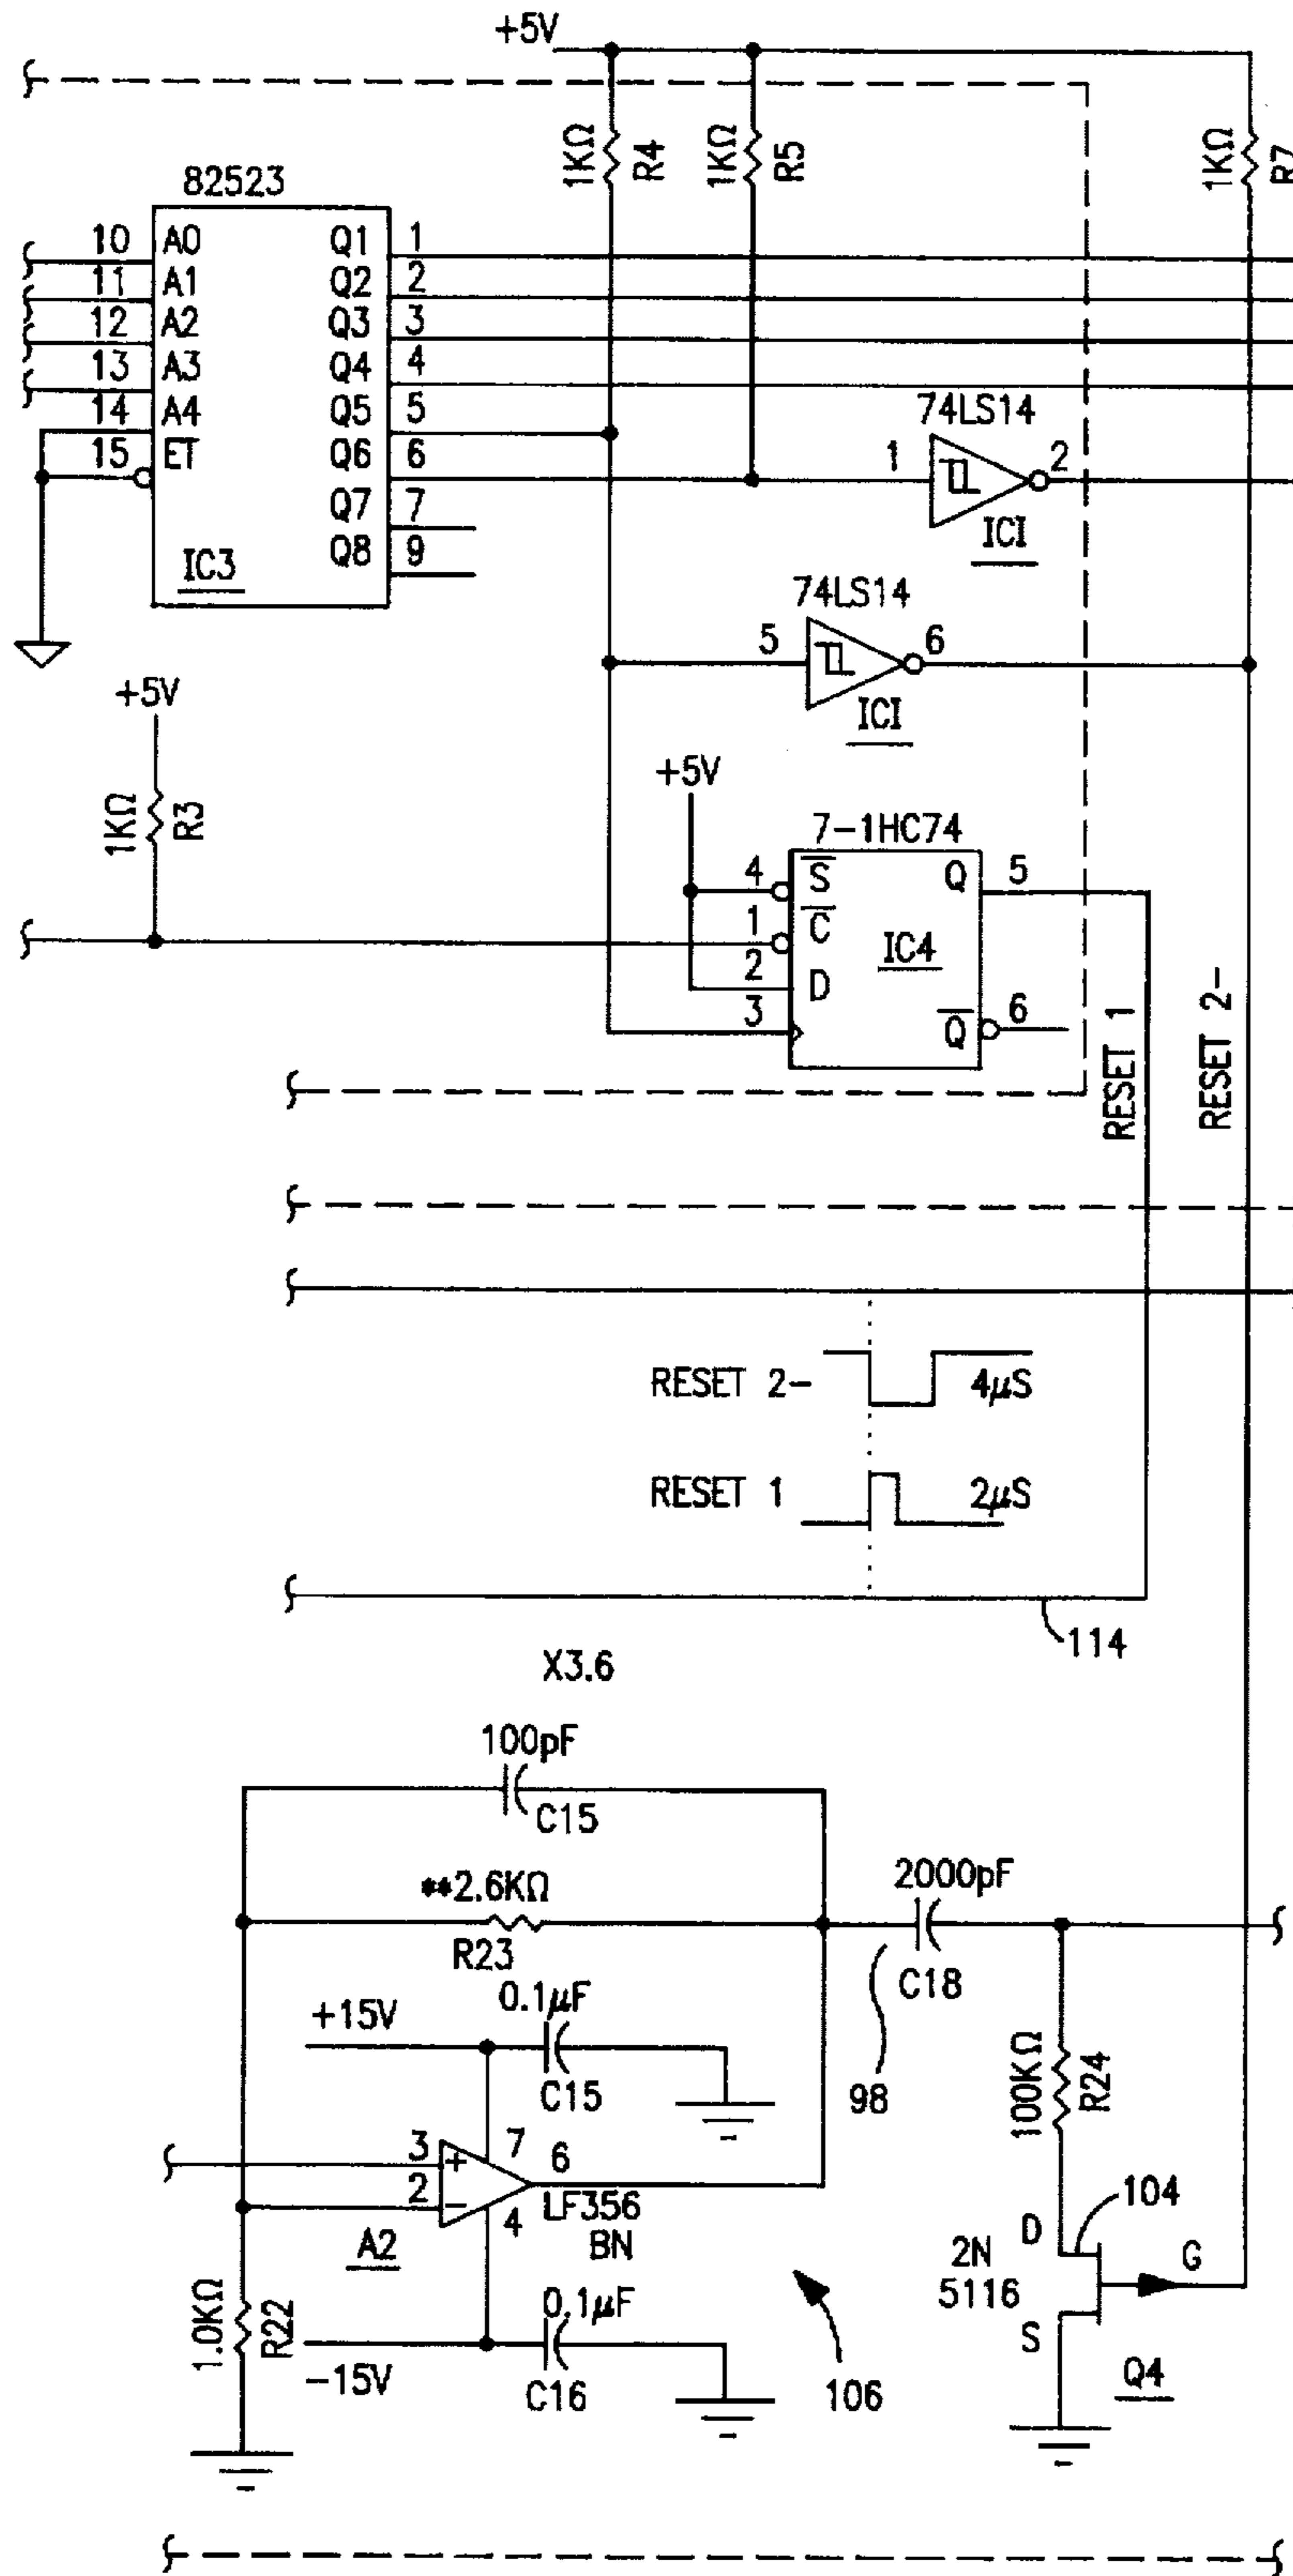 +5V
1KΩ
R4
1KΩ
R5
1KΩ
R7
82523
10 A0 Q1 1
11 A1 Q2 2
12 A2 Q3 3
13 A3 Q4 4
14 A4 Q5 5
15 ET Q6 6
Q7 7
Q8 9
IC3
74LS14
1 2
ICI
74LS14
5 6
ICI
+5V
1KΩ
R3
+5V
7-1HC74
4 S Q 5
1 C
IC4
2 D
3 Q 6
RESET 1
RESET 2-
RESET 2- 4µS
RESET 1 2µS
114
X3.6
100pF
C15
**2.6KΩ
R23
2000pF
C18
98
+15V
0.1µF
C15
100KΩ
R24
3 + 7 6
2 - 4
LF356
BN
A2
104
D
2N
5116
G
S
Q4
1.0KΩ
R22
0.1µF
-15V
C16
106